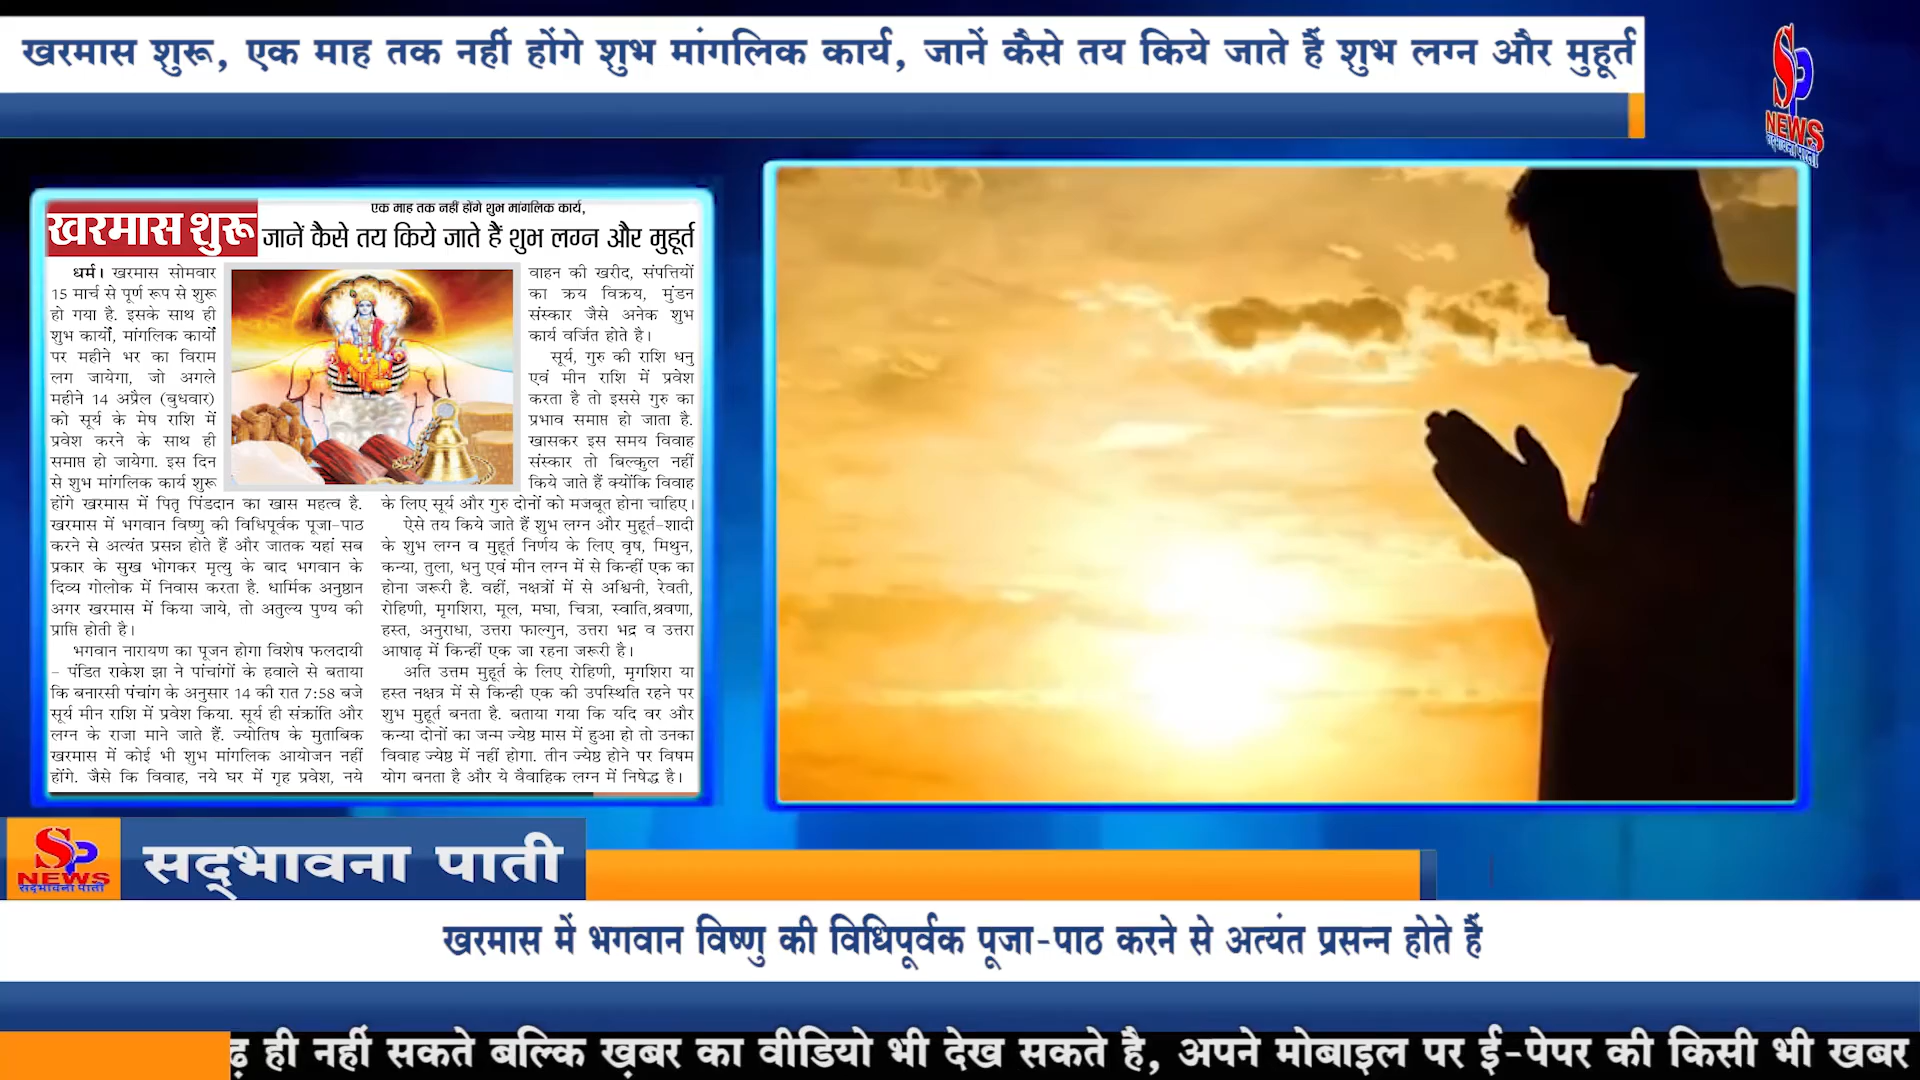 खरमास शुरू, एक माह तक नहीं होंगे शुभ मांगलिक कार्य, जानें कैसे तय किये जाते हैं शुभ लग्न और मुहूर्त
SP
NEWS
सद्भावना पाती
एक माह तक नहीं होंगे शुभ मांगलिक कार्य,
खरमास शुरू
जानें कैसे तय किये जाते हैं शुभ लग्न और मुहूर्त
धर्म। खरमास सोमवार
15 मार्च से पूर्ण रूप से शुरू
हो गया है. इसके साथ ही
शुभ कार्यों, मांगलिक कार्यों
पर महीने भर का विराम
लग जायेगा, जो अगले
महीने 14 अप्रैल (बुधवार)
को सूर्य के मेष राशि में
प्रवेश करने के साथ ही
समाप्त हो जायेगा. इस दिन
से शुभ मांगलिक कार्य शुरू
होंगे खरमास में पितृ पिंडदान का खास महत्व है.
खरमास में भगवान विष्णु की विधिपूर्वक पूजा-पाठ
करने से अत्यंत प्रसन्न होते हैं और जातक यहां सब
प्रकार के सुख भोगकर मृत्यु के बाद भगवान के
दिव्य गोलोक में निवास करता है. धार्मिक अनुष्ठान
अगर खरमास में किया जाये, तो अतुल्य पुण्य की
प्राप्ति होती है।
भगवान नारायण का पूजन होगा विशेष फलदायी
- पंडित राकेश झा ने पांचांगों के हवाले से बताया
कि बनारसी पंचांग के अनुसार 14 की रात 7:58 बजे
सूर्य मीन राशि में प्रवेश किया. सूर्य ही संक्रांति और
लग्न के राजा माने जाते हैं. ज्योतिष के मुताबिक
खरमास में कोई भी शुभ मांगलिक आयोजन नहीं
होंगे. जैसे कि विवाह, नये घर में गृह प्रवेश, नये
वाहन की खरीद, संपत्तियों
का क्रय विक्रय, मुंडन
संस्कार जैसे अनेक शुभ
कार्य वर्जित होते है।
सूर्य, गुरु की राशि धनु
एवं मीन राशि में प्रवेश
करता है तो इससे गुरु का
प्रभाव समाप्त हो जाता है.
खासकर इस समय विवाह
संस्कार तो बिल्कुल नहीं
किये जाते हैं क्योंकि विवाह
के लिए सूर्य और गुरु दोनों को मजबूत होना चाहिए।
ऐसे तय किये जाते हैं शुभ लग्न और मुहूर्त-शादी
के शुभ लग्न व मुहूर्त निर्णय के लिए वृष, मिथुन,
कन्या, तुला, धनु एवं मीन लग्न में से किन्हीं एक का
होना जरूरी है. वहीं, नक्षत्रों में से अश्विनी, रेवती,
रोहिणी, मृगशिरा, मूल, मघा, चित्रा, स्वाति,श्रवणा,
हस्त, अनुराधा, उत्तरा फाल्गुन, उत्तरा भद्र व उत्तरा
आषाढ़ में किन्हीं एक जा रहना जरूरी है।
अति उत्तम मुहूर्त के लिए रोहिणी, मृगशिरा या
हस्त नक्षत्र में से किन्ही एक की उपस्थिति रहने पर
शुभ मुहूर्त बनता है. बताया गया कि यदि वर और
कन्या दोनों का जन्म ज्येष्ठ मास में हुआ हो तो उनका
विवाह ज्येष्ठ में नहीं होगा. तीन ज्येष्ठ होने पर विषम
योग बनता है और ये वैवाहिक लग्न में निषेद्ध है।
SP
NEWS
सद्भावना पाती
सद्भावना पाती
खरमास में भगवान विष्णु की विधिपूर्वक पूजा-पाठ करने से अत्यंत प्रसन्न होते हैं
ढ़ ही नहीं सकते बल्कि ख़बर का वीडियो भी देख सकते है, अपने मोबाइल पर ई-पेपर की किसी भी खबर